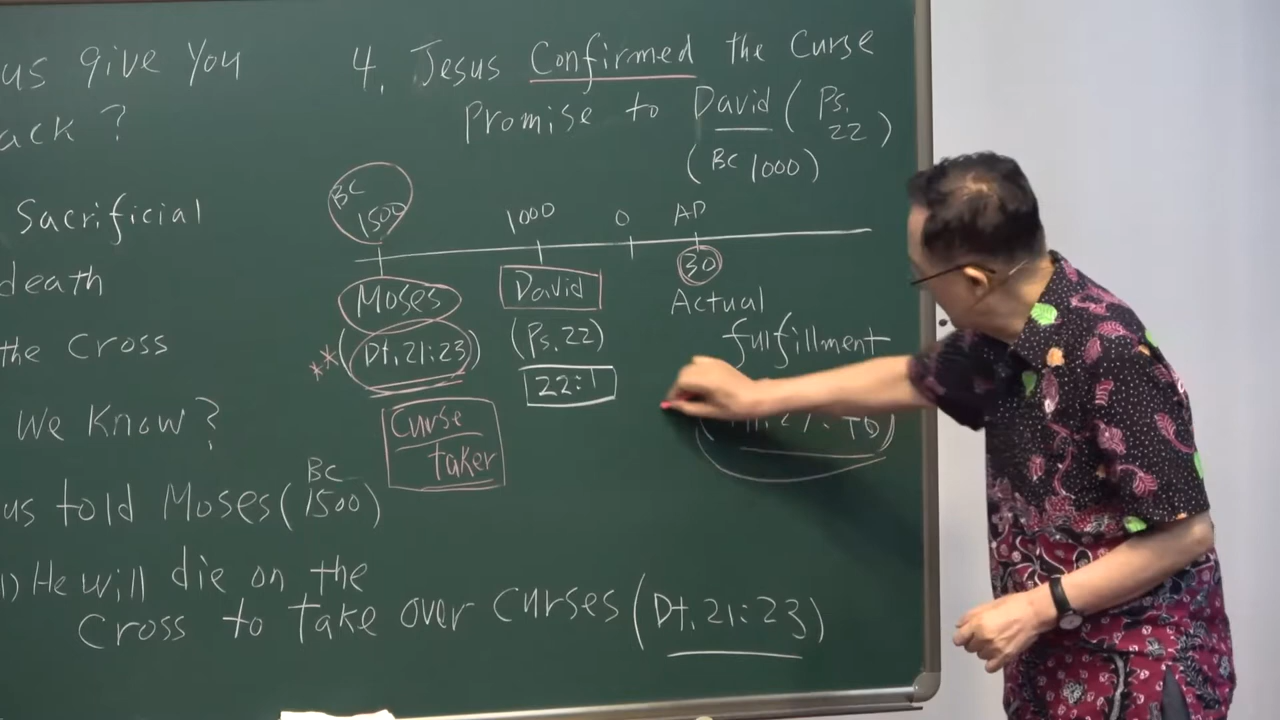 us give You
ack?
Sacrificial
death
the Cross
We Know?
us told Moses (BC 1500)
1) He will die on the
Cross to take over curses (Dt. 21:23)
4. Jesus Confirmed the Curse
Promise to David (Ps. 22)
(BC 1000)
BC 1500
1000
0
AD
30
Moses
(Dt. 21:23)
**
Curse
taker
David
(Ps. 22)
22:1
Actual
fulfillment